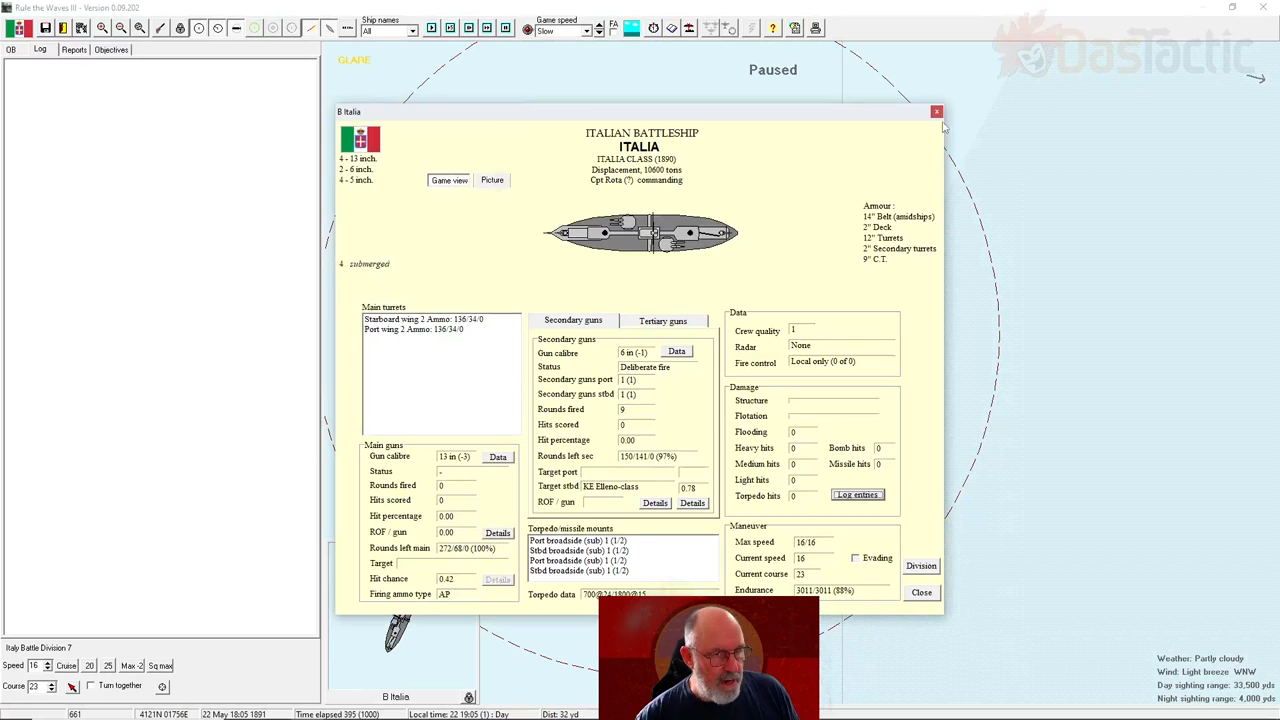 Rule the Waves III - Version 0.09.202
Ship names
All
Game speed
Slow
FA
OB
Log
Reports
Objectives
GLARE
Paused
DasTactic
B Italia
x
ITALIAN BATTLESHIP
ITALIA
ITALIA CLASS (1890)
Displacement, 10600 tons
Cpt Rota (?) commanding
4 - 13 inch.
2 - 6 inch.
4 - 5 inch.
Game view
Picture
Armour :
14" Belt (amidships)
2" Deck
12" Turrets
2" Secondary turrets
9" C.T.
4 submerged
Main turrets
Starboard wing 2 Ammo: 136/34/0
Port wing 2 Ammo: 136/34/0
Main guns
Gun calibre 13 in (-3) Data
Status -
Rounds fired 0
Hits scored 0
Hit percentage 0.00
ROF / gun 0.00 Details
Rounds left main 272/68/0 (100%)
Target
Hit chance 0.42 Details
Firing ammo type AP
Secondary guns
Tertiary guns
Secondary guns
Gun calibre 6 in (-1) Data
Status Deliberate fire
Secondary guns port 1 (1)
Secondary guns stbd 1 (1)
Rounds fired 9
Hits scored 0
Hit percentage 0.00
Rounds left sec 150/141/0 (97%)
Target port
Target stbd KE Elleno-class 0.78
ROF / gun Details Details
Torpedo/missile mounts
Port broadside (sub) 1 (1/2)
Stbd broadside (sub) 1 (1/2)
Port broadside (sub) 1 (1/2)
Stbd broadside (sub) 1 (1/2)
Torpedo data 700@24/1800@15
Data
Crew quality 1
Radar None
Fire control Local only (0 of 0)
Damage
Structure
Flotation
Flooding 0
Heavy hits 0 Bomb hits 0
Medium hits 0 Missile hits 0
Light hits 0
Torpedo hits 0 Log entries
Maneuver
Max speed 16/16
Current speed 16 Evading
Current course 23
Endurance 3011/3011 (88%)
Division
Close
Italy Battle Division 7
Speed 16 Cruise 20 25 Max -2 Sq max
Course 23 Turn together
B Italia
Weather: Partly cloudy
Wind: Light breeze WNW
Day sighting range: 33,500 yds
Night sighting range: 4,000 yds
661 4121N 01756E 22 May 18:05 1891 Time elapsed 395 (1000) Local time: 22 19:05 (1) : Day Dist: 32 yd